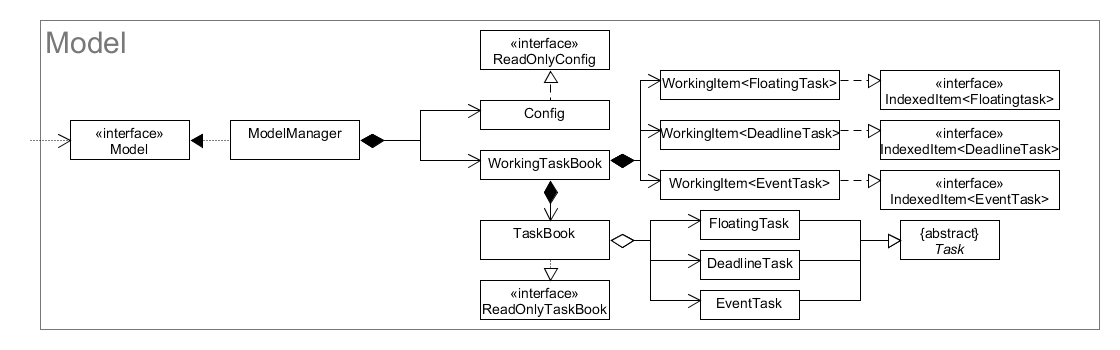 Model
«interface»
ReadOnlyConfig
Config
«interface»
Model
ModelManager
WorkingTaskBook
WorkingItem<FloatingTask>
«interface»
IndexedItem<Floatingtask>
WorkingItem<DeadlineTask>
«interface»
IndexedItem<DeadlineTask>
WorkingItem<EventTask>
«interface»
IndexedItem<EventTask>
TaskBook
FloatingTask
DeadlineTask
EventTask
{abstract}
Task
«interface»
ReadOnlyTaskBook